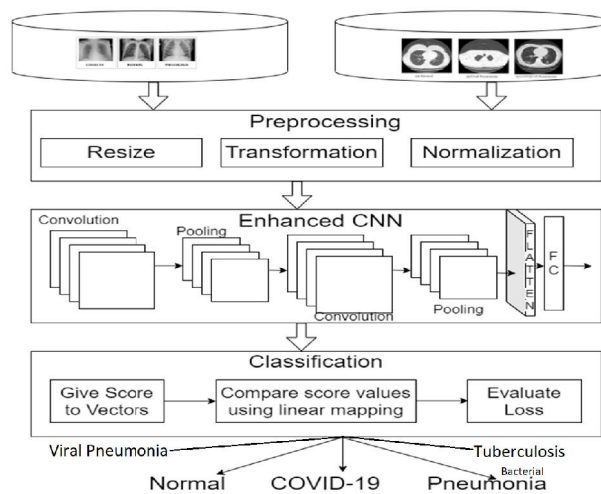 Preprocessing
Resize
Transformation
Normalization
Enhanced CNN
Convolution
Pooling
Convolution
Pooling
FLATTEN
FC
Classification
Give Score
to Vectors
Compare score values
using linear mapping
Evaluate
Loss
Viral Pneumonia
Tuberculosis
Normal
COVID-19
Bacterial
Pneumonia